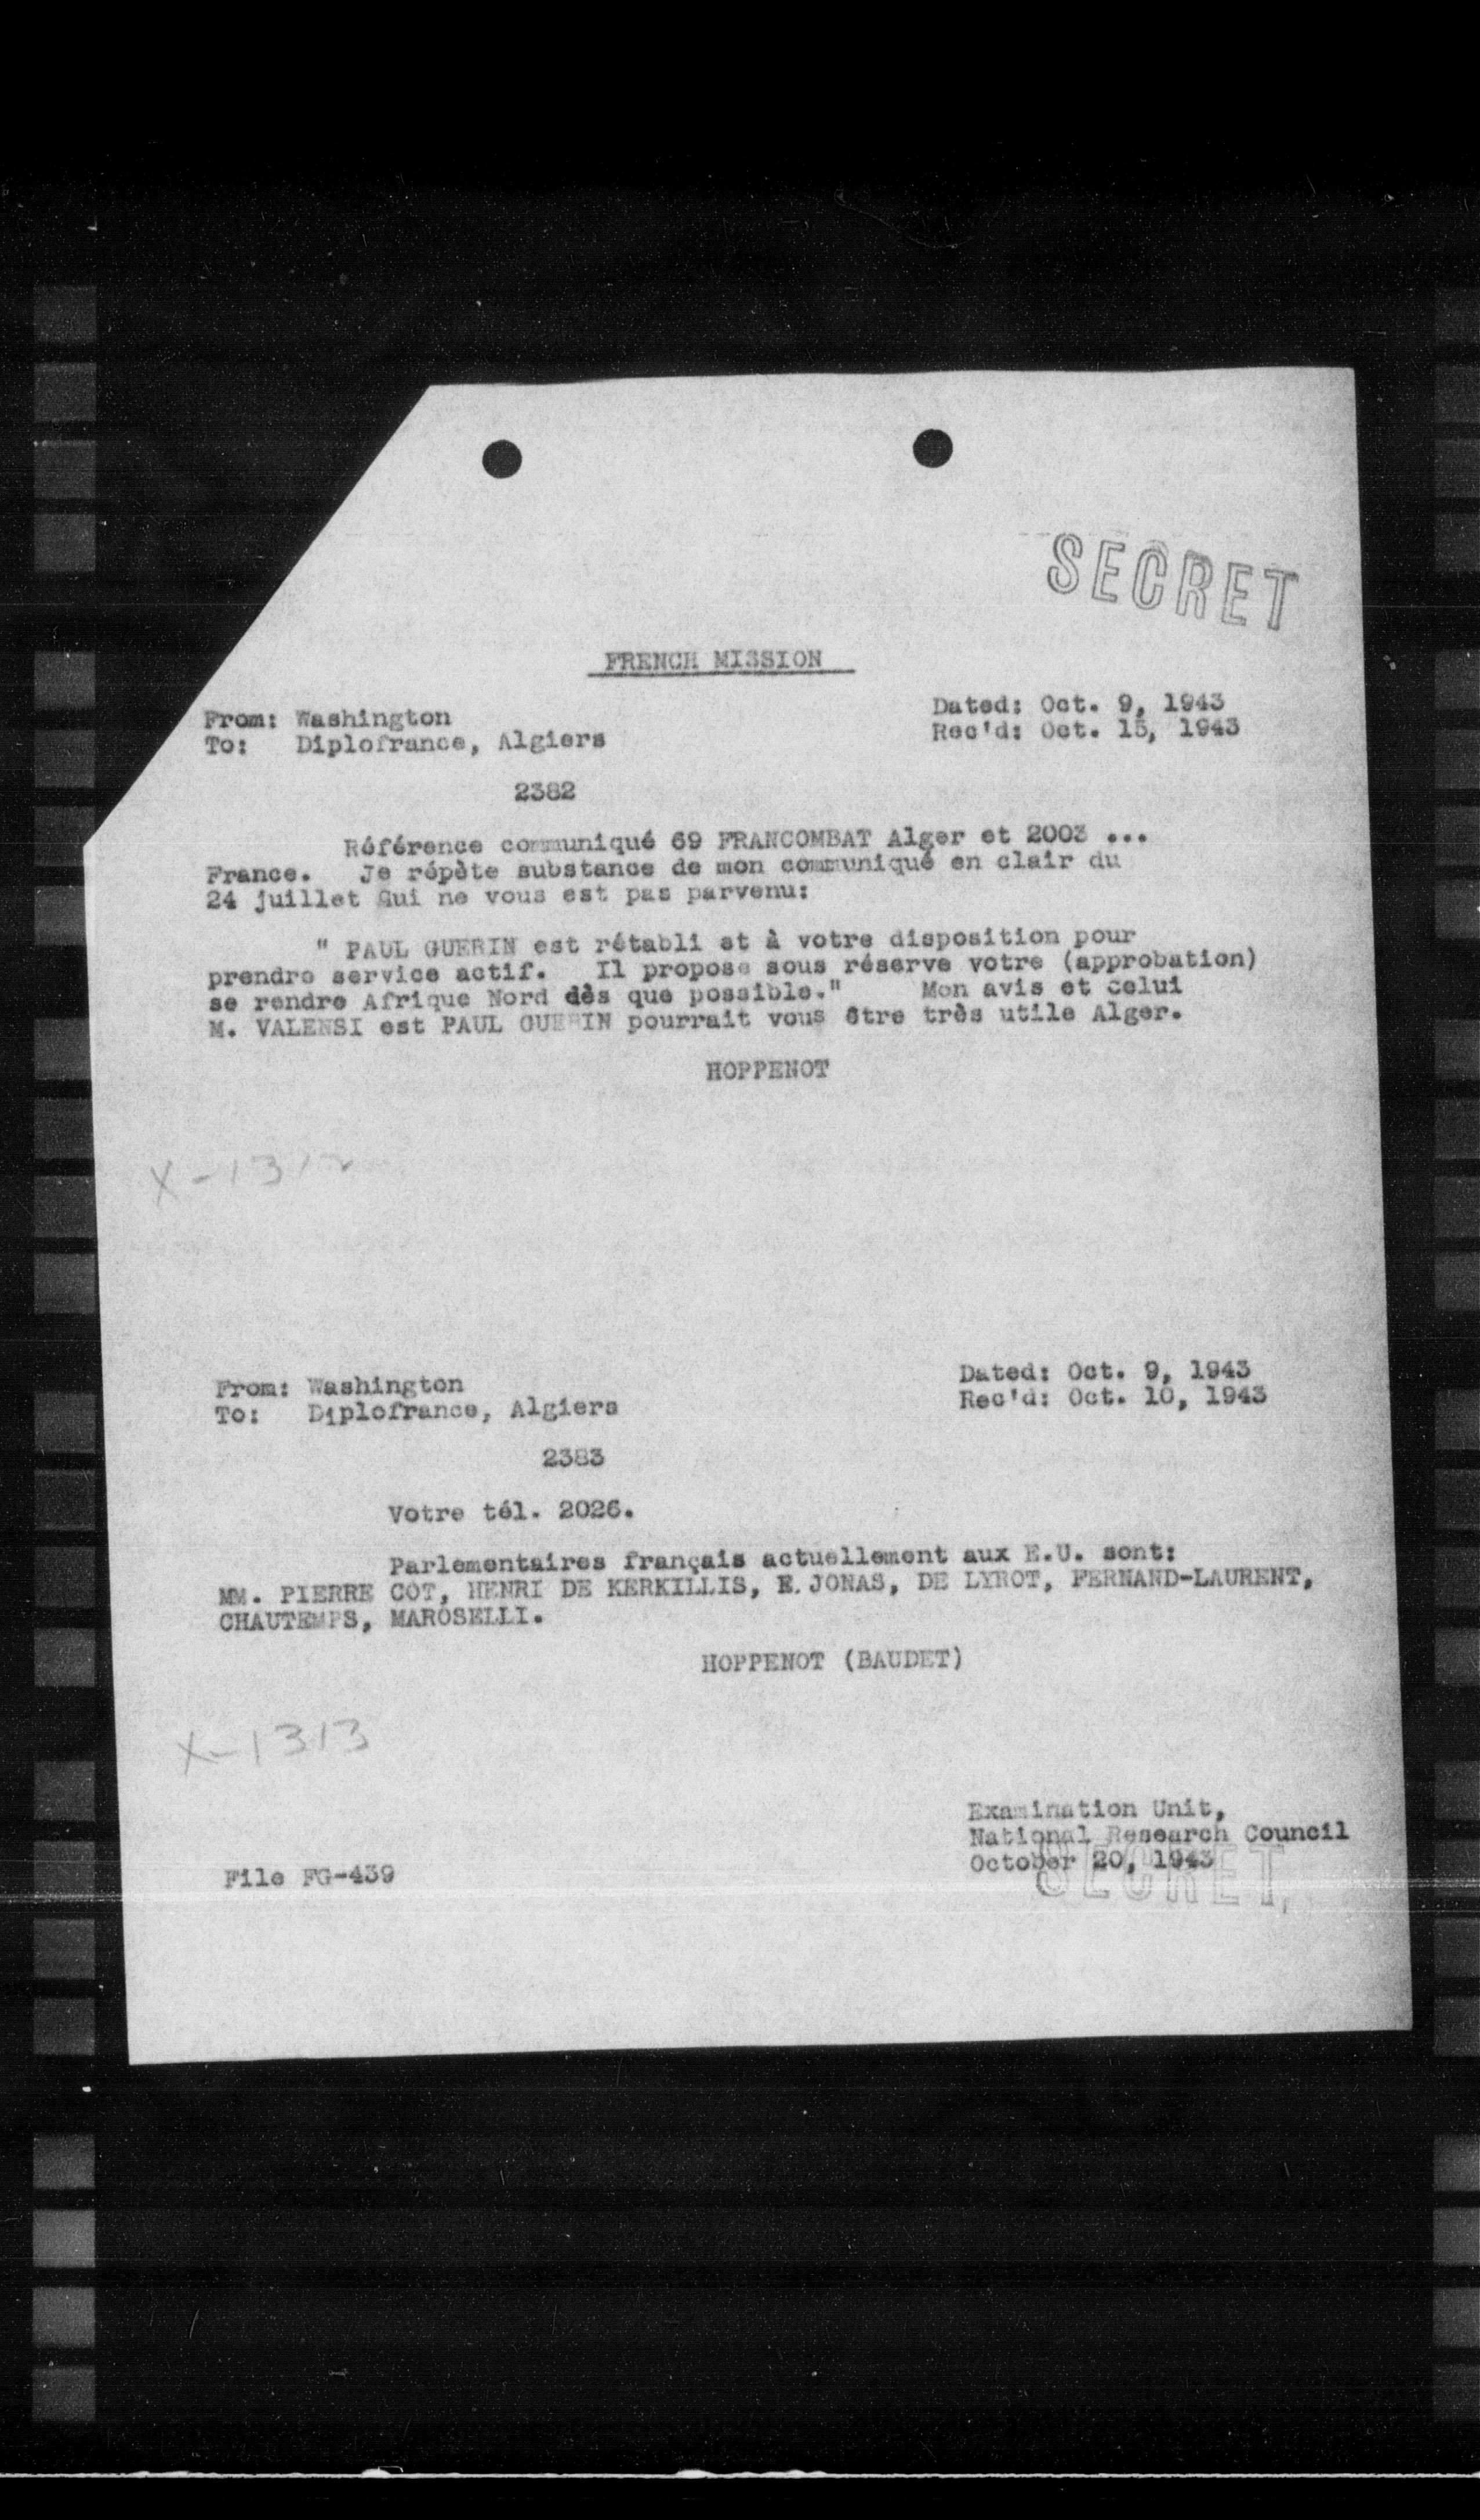 SECRET
FRENCH MISSION
From: Washington
To: Diplofrance, Algiers
Dated: Oct. 9, 1943
Rec'd: Oct. 15, 1943
2382
Référence communiqué 69 FRANCOMBAT Alger et 2003 ...
France. Je répète substance de mon communiqué en clair du
24 juillet Qui ne vous est pas parvenu:
" PAUL GUERIN est rétabli et à votre disposition pour
prendre service actif. Il propose sous réserve votre (approbation)
se rendre Afrique Nord dès que possible." Mon avis et celui
M. VALENSI est PAUL GUERIN pourrait vous être très utile Alger.
HOPPENOT
X-1312
From: Washington
To: Diplofrance, Algiers
Dated: Oct. 9, 1943
Rec'd: Oct. 10, 1943
2383
Votre tél. 2026.
Parlementaires français actuellement aux E.U. sont:
MM. PIERRE COT, HENRI DE KERKILLIS, E. JONAS, DE LYROT, FERNAND-LAURENT,
CHAUTEMPS, MAROSELLI.
HOPPENOT (BAUDET)
X-1313
Examination Unit,
National Research Council
October 20, 1943
File FG-439
SECRET